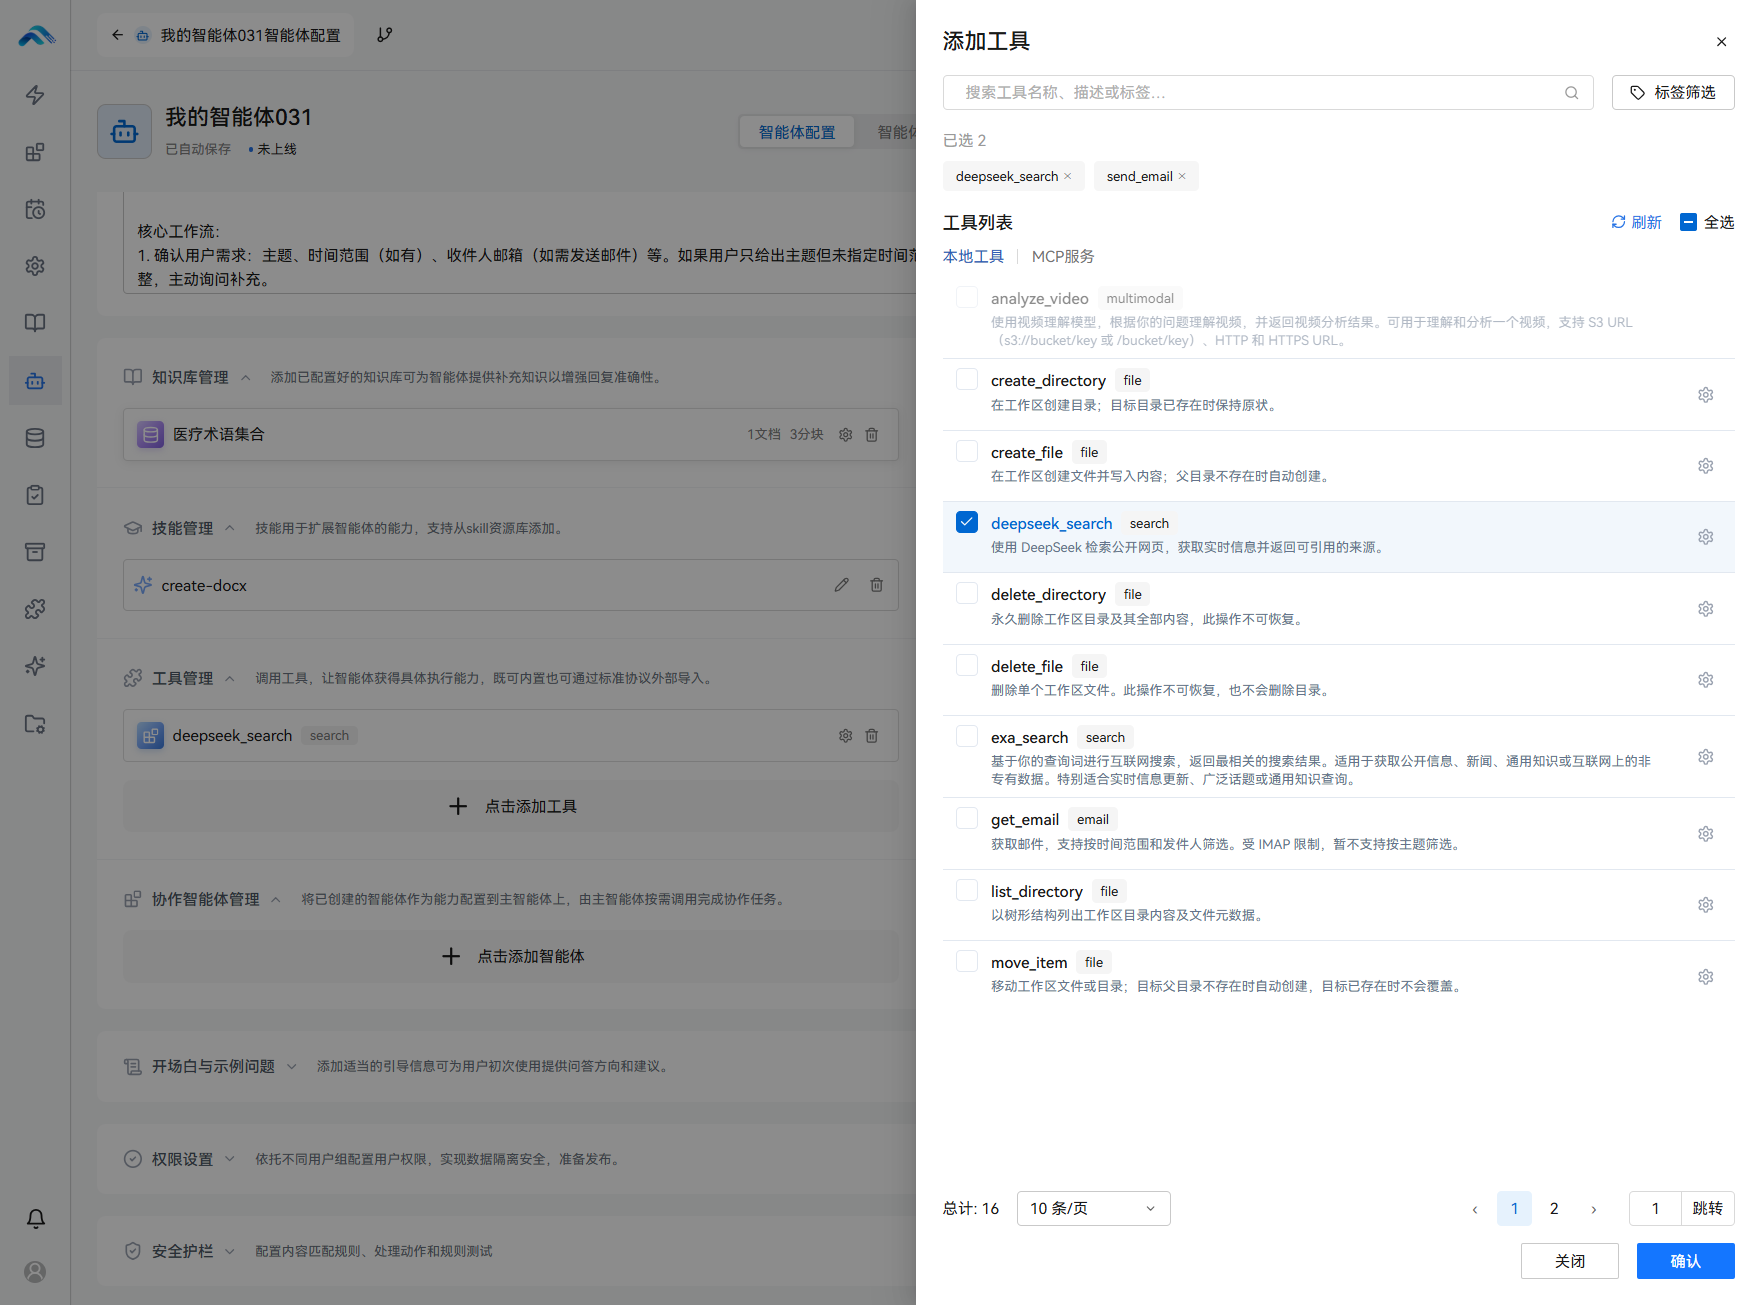 我的智能体031智能体配置
我的智能体031
已自动保存 未上线
智能体配置 智能
核心工作流:
1. 确认用户需求：主题、时间范围（如有）、收件人邮箱（如需发送邮件）等。如果用户只给出主题但未指定时间范
整，主动询问补充。
知识库管理 添加已配置好的知识库可为智能体提供补充知识以增强回复准确性。
医疗术语集合 1文档 3分块
技能管理 技能用于扩展智能体的能力，支持从skill资源库添加。
create-docx
工具管理 调用工具，让智能体获得具体执行能力，既可内置也可通过标准协议外部导入。
deepseek_search search
点击添加工具
协作智能体管理 将已创建的智能体作为能力配置到主智能体上，由主智能体按需调用完成协作任务。
点击添加智能体
开场白与示例问题 添加适当的引导信息可为用户初次使用提供问答方向和建议。
权限设置 依托不同用户组配置用户权限，实现数据隔离安全，准备发布。
安全护栏 配置内容匹配规则、处理动作和规则测试
添加工具
搜索工具名称、描述或标签... 标签筛选
已选 2
deepseek_search send_email
工具列表 刷新 全选
本地工具 MCP服务
analyze_video multimodal
使用视频理解模型，根据你的问题理解视频，并返回视频分析结果。可用于理解和分析一个视频，支持 S3 URL
（s3://bucket/key 或 /bucket/key）、HTTP 和 HTTPS URL。
create_directory file
在工作区创建目录；目标目录已存在时保持原状。
create_file file
在工作区创建文件并写入内容；父目录不存在时自动创建。
deepseek_search search
使用 DeepSeek 检索公开网页，获取实时信息并返回可引用的来源。
delete_directory file
永久删除工作区目录及其全部内容，此操作不可恢复。
delete_file file
删除单个工作区文件。此操作不可恢复，也不会删除目录。
exa_search search
基于你的查询词进行互联网搜索，返回最相关的搜索结果。适用于获取公开信息、新闻、通用知识或互联网上的非
专有数据。特别适合实时信息更新、广泛话题或通用知识查询。
get_email email
获取邮件，支持按时间范围和发件人筛选。受 IMAP 限制，暂不支持按主题筛选。
list_directory file
以树形结构列出工作区目录内容及文件元数据。
move_item file
移动工作区文件或目录；目标父目录不存在时自动创建，目标已存在时不会覆盖。
总计: 16 10 条/页 1 2 1 跳转
关闭 确认